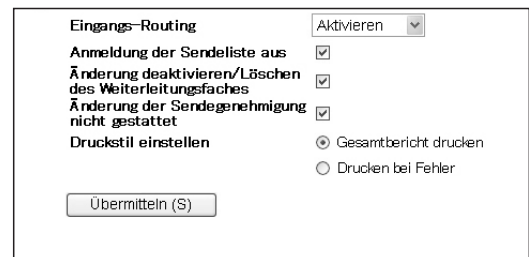 Eingangs-Routing Aktivieren
Anmeldung der Sendeliste aus
Änderung deaktivieren/Löschen
des Weiterleitungsfaches
Änderung der Sendegenehmigung
nicht gestattet
Druckstil einstellen Gesamtbericht drucken
Drucken bei Fehler
Übermitteln (S)